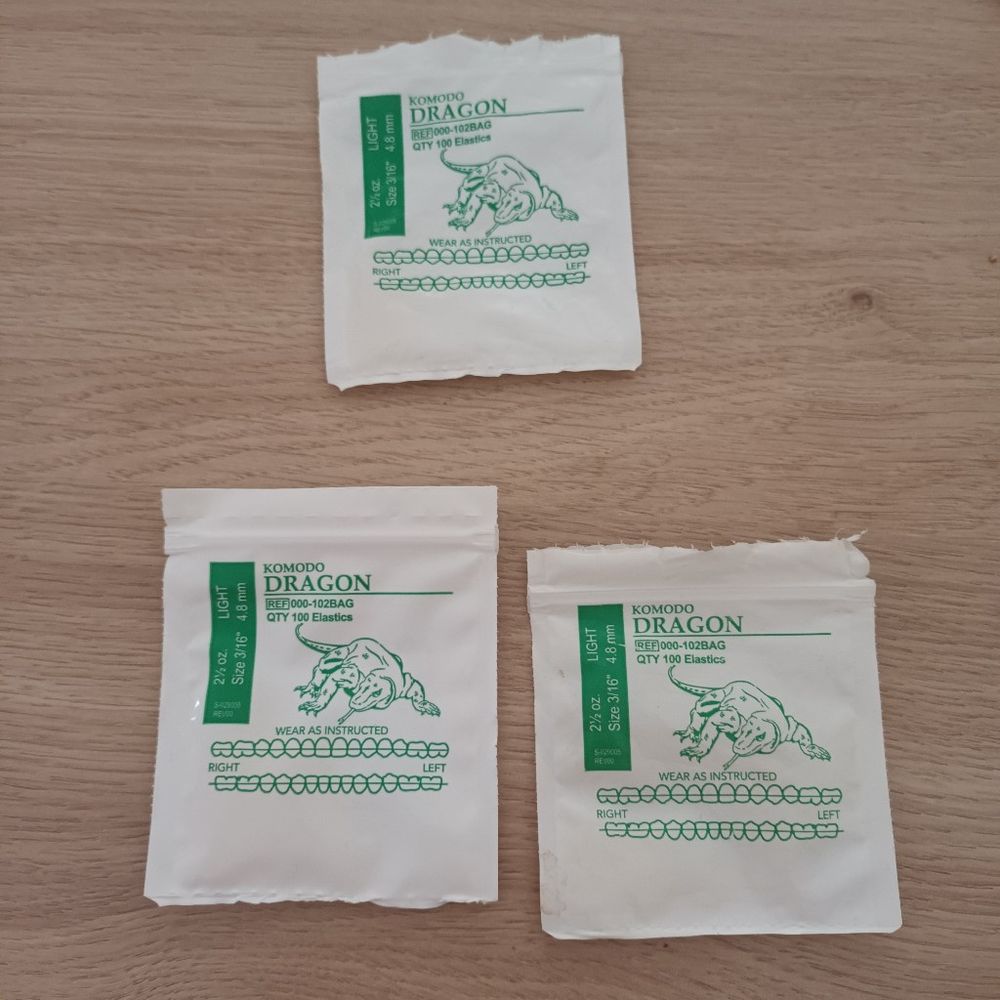 KOMODO
DRAGON
REF 000-102BAG
QTY 100 Elastics
2½ oz. LIGHT
Size 3/16" 4.8 mm
WEAR AS INSTRUCTED
RIGHT LEFT
KOMODO
DRAGON
REF 000-102BAG
QTY 100 Elastics
2½ oz. LIGHT
Size 3/16" 4.8 mm
WEAR AS INSTRUCTED
RIGHT LEFT
KOMODO
DRAGON
REF 000-102BAG
QTY 100 Elastics
2½ oz. LIGHT
Size 3/16" 4.8 mm
WEAR AS INSTRUCTED
RIGHT LEFT